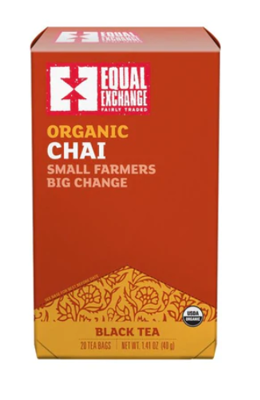 EQUAL
EXCHANGE
FAIRLY TRADED
ORGANIC
CHAI
SMALL FARMERS
BIG CHANGE
USDA
ORGANIC
BLACK TEA
20 TEA BAGS | NET WT. 1.41 OZ (40 g)